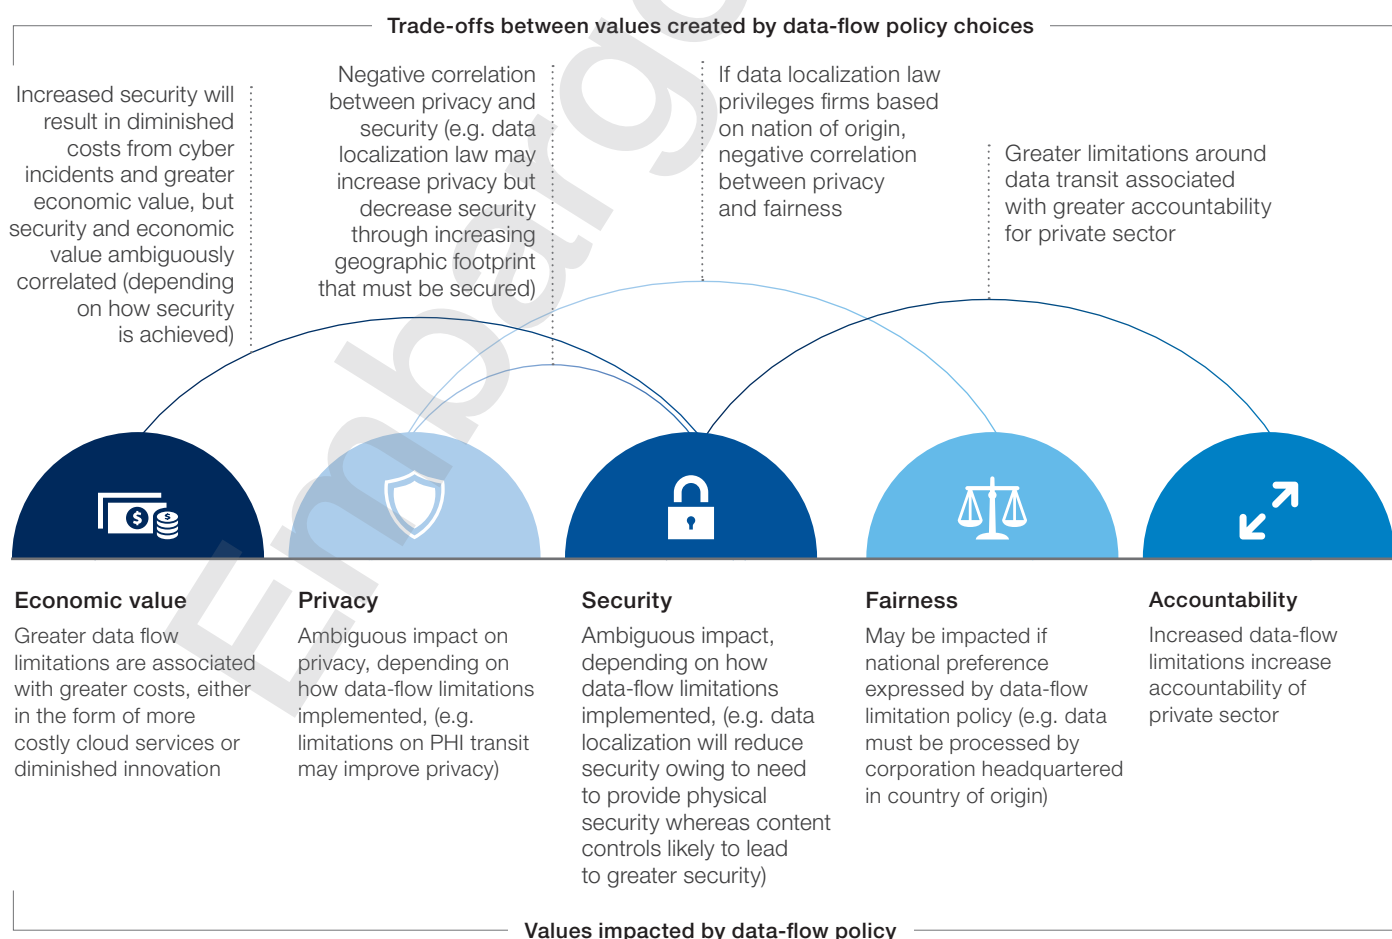 Trade-offs between values created by data-flow policy choices
Increased security will
result in diminished
costs from cyber
incidents and greater
economic value, but
security and economic
value ambiguously
correlated (depending
on how security
is achieved)
Negative correlation
between privacy and
security (e.g. data
localization law may
increase privacy but
decrease security
through increasing
geographic footprint
that must be secured)
If data localization law
privileges firms based
on nation of origin,
negative correlation
between privacy
and fairness
Greater limitations around
data transit associated
with greater accountability
for private sector
Economic value
Greater data flow
limitations are associated
with greater costs, either
in the form of more
costly cloud services or
diminished innovation
Privacy
Ambiguous impact on
privacy, depending on
how data-flow limitations
implemented, (e.g.
limitations on PHI transit
may improve privacy)
Security
Ambiguous impact,
depending on how
data-flow limitations
implemented, (e.g. data
localization will reduce
security owing to need
to provide physical
security whereas content
controls likely to lead
to greater security)
Fairness
May be impacted if
national preference
expressed by data-flow
limitation policy (e.g. data
must be processed by
corporation headquartered
in country of origin)
Accountability
Increased data-flow
limitations increase
accountability of
private sector
Values impacted by data-flow policy
Embargo